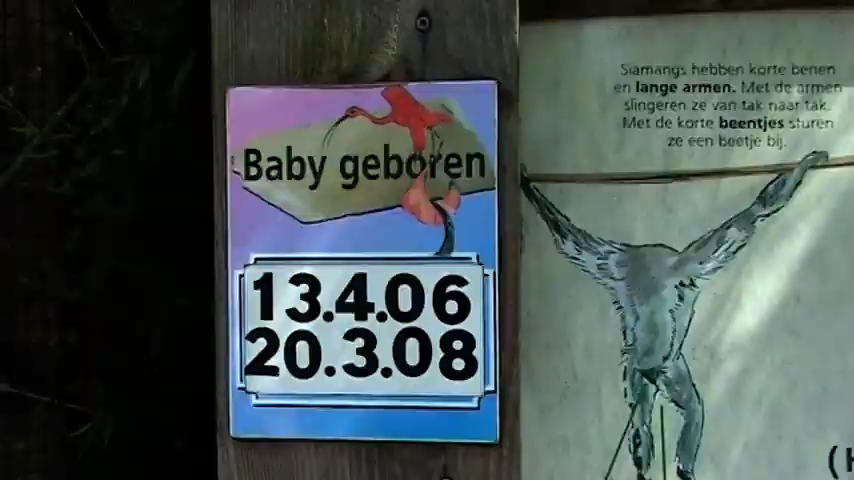 Baby geboren
13.4.06
20.3.08
Siamangs hebben korte benen
en lange armen. Met de armen
slingeren ze van tak naar tak.
Met de korte beentjes sturen
ze een beetje bij.